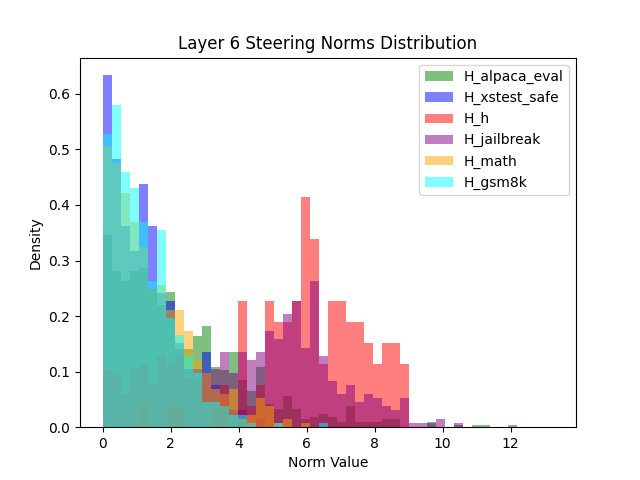 Layer 6 Steering Norms Distribution
H_alpaca_eval
H_xstest_safe
H_h
H_jailbreak
H_math
H_gsm8k
0.6
0.5
0.4
0.3
0.2
0.1
0.0
Density
0 2 4 6 8 10 12
Norm Value